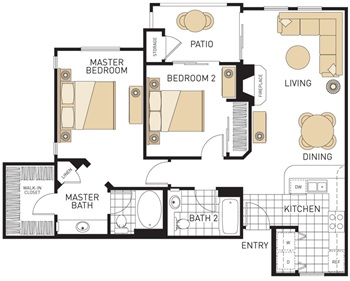 STORAGE
PATIO
MASTER
BEDROOM
BEDROOM 2
FIREPLACE
LIVING
DINING
LINEN
WALK-IN
CLOSET
MASTER
BATH
BATH 2
DW
KITCHEN
ENTRY
W
D
REF